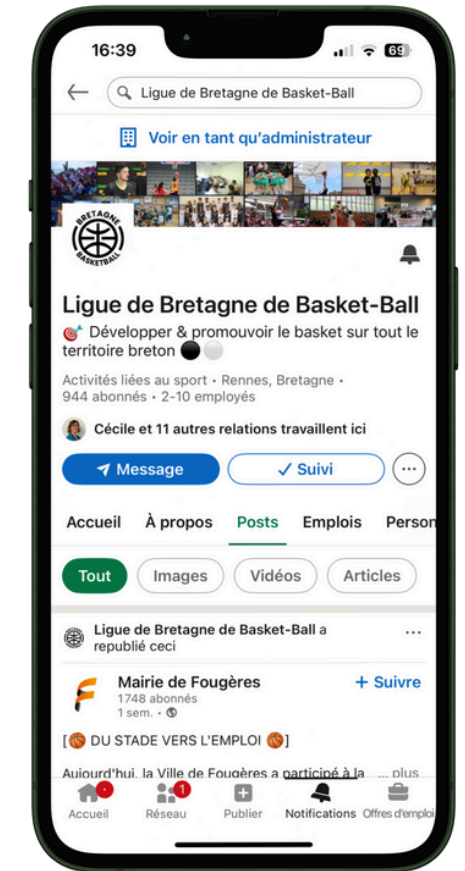 16:39
69
Ligue de Bretagne de Basket-Ball
Voir en tant qu'administrateur
BRETAGNE
BASKETBALL
Ligue de Bretagne de Basket-Ball
🎯 Développer & promouvoir le basket sur tout le
territoire breton ⚫⚪
Activités liées au sport • Rennes, Bretagne •
944 abonnés • 2-10 employés
Cécile et 11 autres relations travaillent ici
Message
Suivi
Accueil À propos Posts Emplois Person
Tout Images Vidéos Articles
Ligue de Bretagne de Basket-Ball a
republié ceci
Mairie de Fougères
+ Suivre
1748 abonnés
1 sem. •
[🏀 DU STADE VERS L'EMPLOI 🏀]
Aujourd'hui, la Ville de Fougères a participé à la ... plus
1
Accueil Réseau Publier Notifications Offres d'emploi